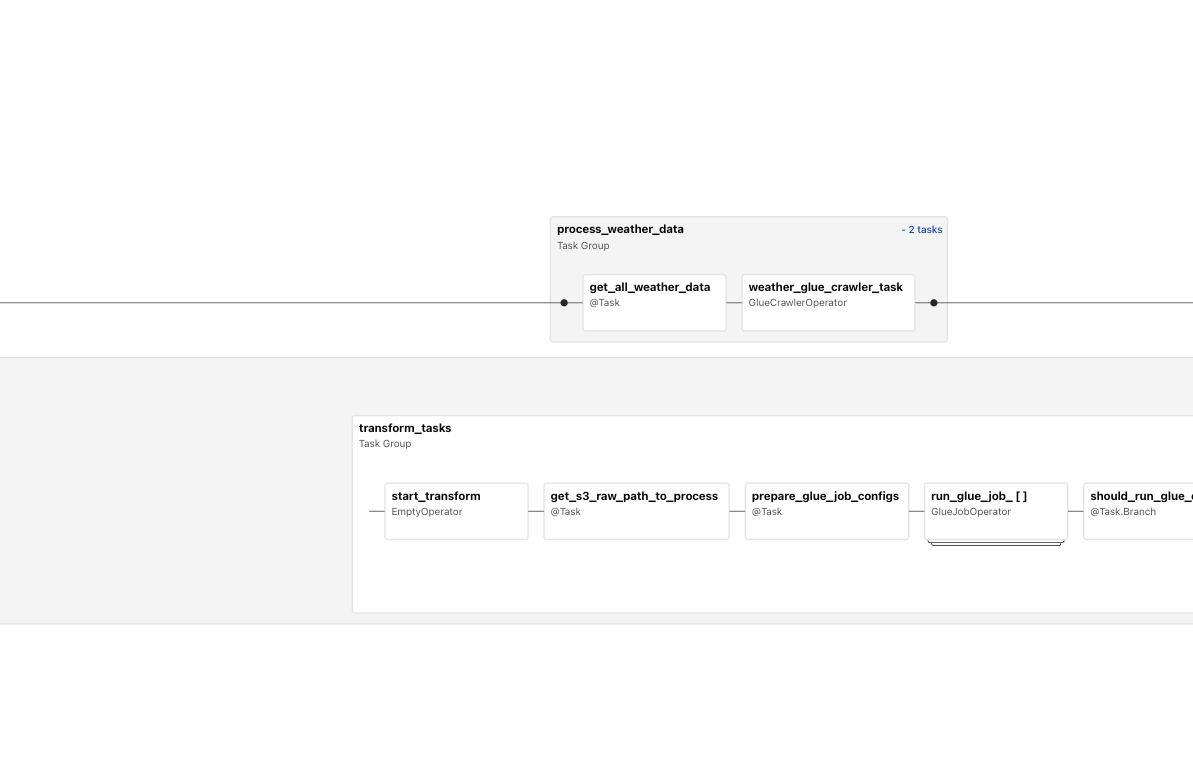 process_weather_data
- 2 tasks
Task Group
get_all_weather_data
@Task
weather_glue_crawler_task
GlueCrawlerOperator
transform_tasks
Task Group
start_transform
EmptyOperator
get_s3_raw_path_to_process
@Task
prepare_glue_job_configs
@Task
run_glue_job_ [ ]
GlueJobOperator
should_run_glue_
@Task.Branch